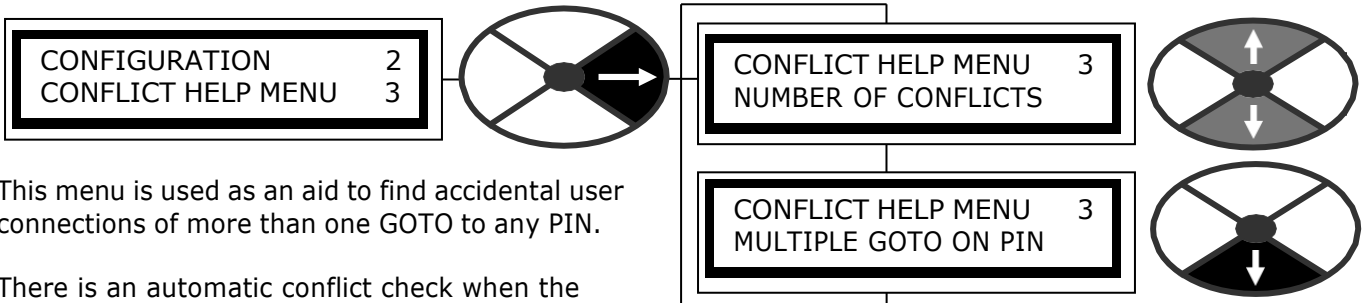 CONFIGURATION 2
CONFLICT HELP MENU 3
CONFLICT HELP MENU 3
NUMBER OF CONFLICTS
CONFLICT HELP MENU 3
MULTIPLE GOTO ON PIN
This menu is used as an aid to find accidental user
connections of more than one GOTO to any PIN.
There is an automatic conflict check when the